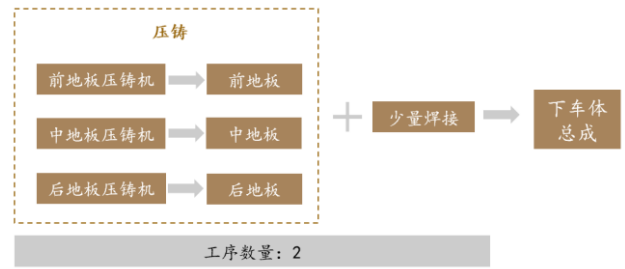 压铸
前地板压铸机
前地板
中地板压铸机
中地板
后地板压铸机
后地板
少量焊接
下车体
总成
工序数量：2